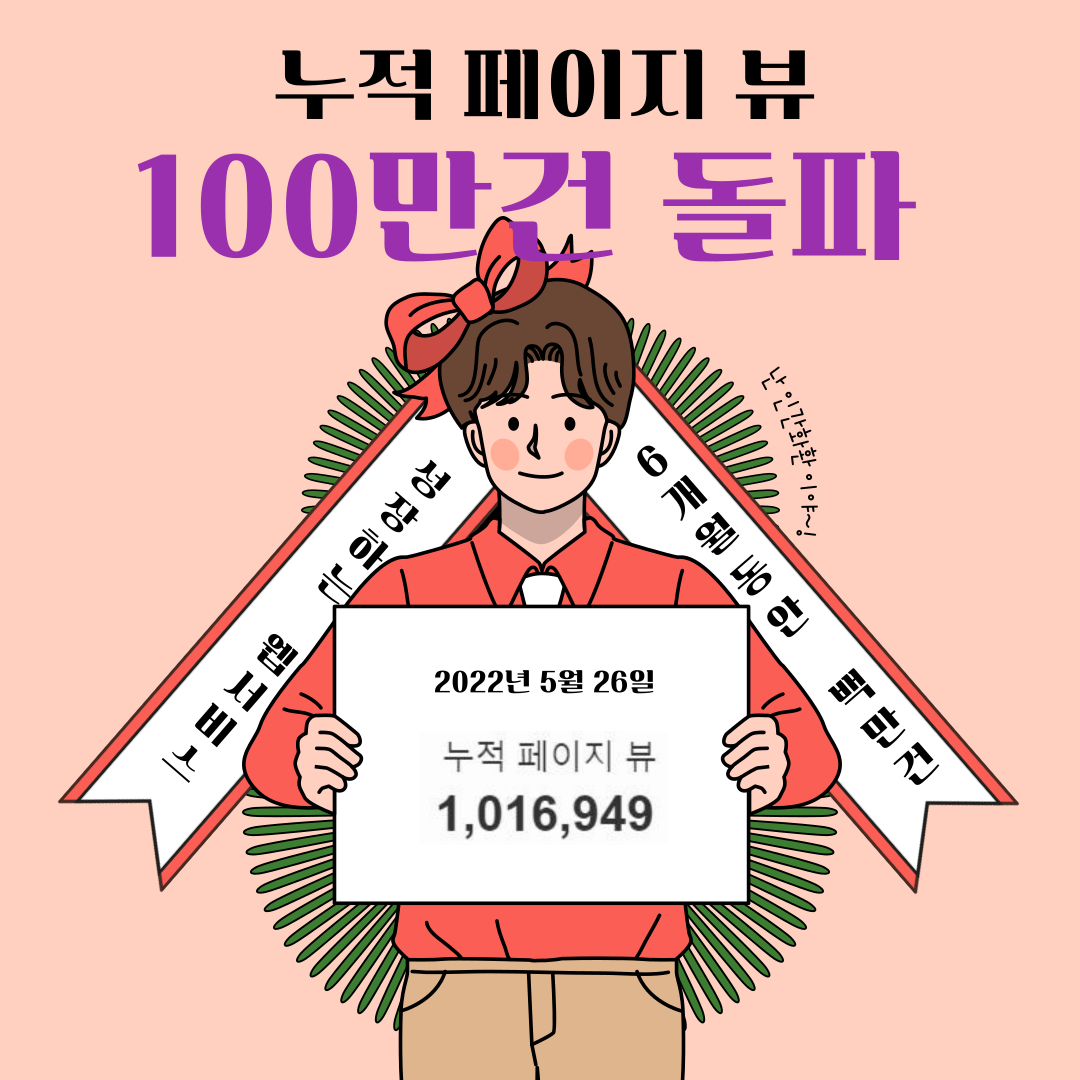 누적 페이지 뷰
100만건 돌파
난 인간화환이야~!
성장하는 웹서비스
6개월동안 백만건
2022년 5월 26일
누적 페이지 뷰
1,016,949